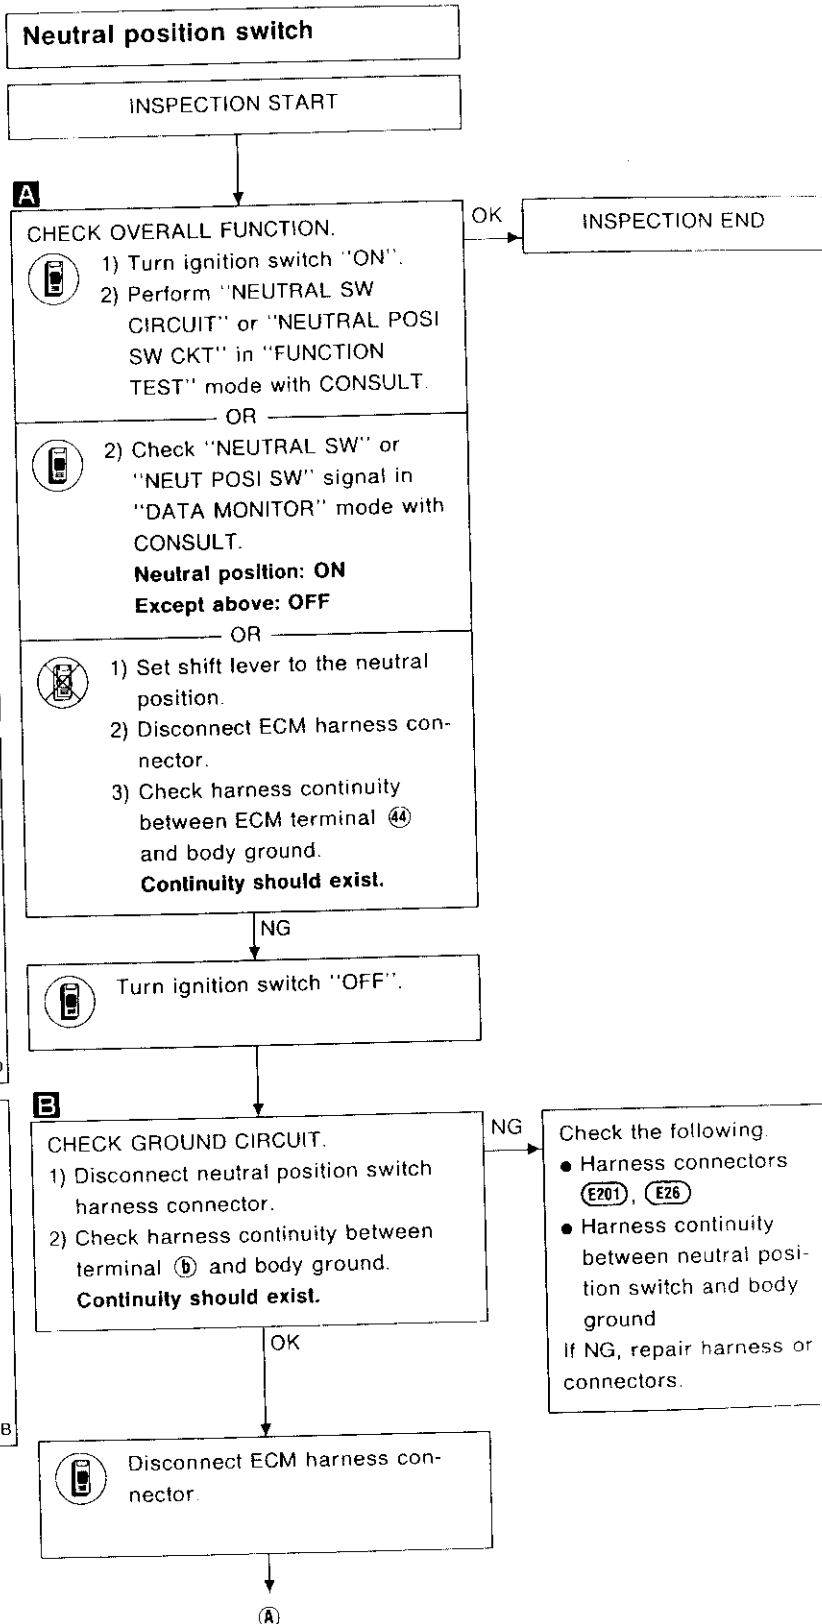 Neutral position switch
INSPECTION START
A
CHECK OVERALL FUNCTION.
1) Turn ignition switch "ON".
2) Perform "NEUTRAL SW
CIRCUIT" or "NEUTRAL POSI
SW CKT" in "FUNCTION
TEST" mode with CONSULT.
OR
2) Check "NEUTRAL SW" or
"NEUT POSI SW" signal in
"DATA MONITOR" mode with
CONSULT.
Neutral position: ON
Except above: OFF
OR
1) Set shift lever to the neutral
position.
2) Disconnect ECM harness con-
nector.
3) Check harness continuity
between ECM terminal 44
and body ground.
Continuity should exist.
OK
INSPECTION END
NG
Turn ignition switch "OFF".
B
CHECK GROUND CIRCUIT.
1) Disconnect neutral position switch
harness connector.
2) Check harness continuity between
terminal b and body ground.
Continuity should exist.
NG
Check the following.
● Harness connectors
E201, E26
● Harness continuity
between neutral posi-
tion switch and body
ground
If NG, repair harness or
connectors.
OK
B
Disconnect ECM harness con-
nector.
A